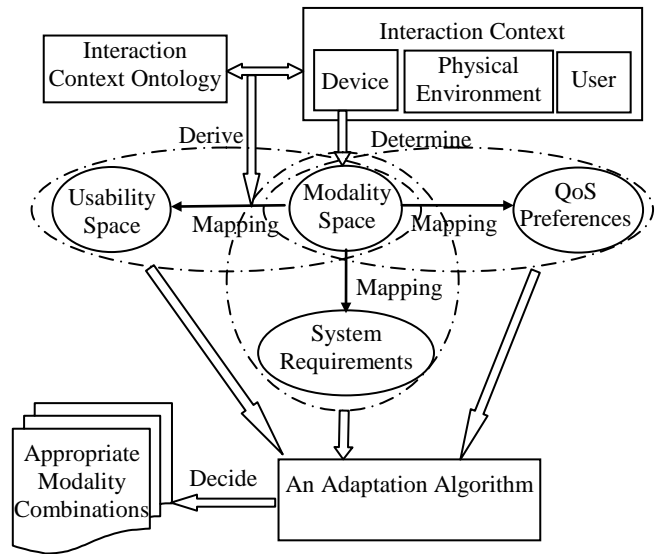 Interaction Context
Interaction
Context Ontology
Device
Physical
Environment
User
Derive
Determine
Usability
Space
Mapping
Modality
Space
Mapping
QoS
Preferences
Mapping
System
Requirements
Appropriate
Modality
Combinations
Decide
An Adaptation Algorithm